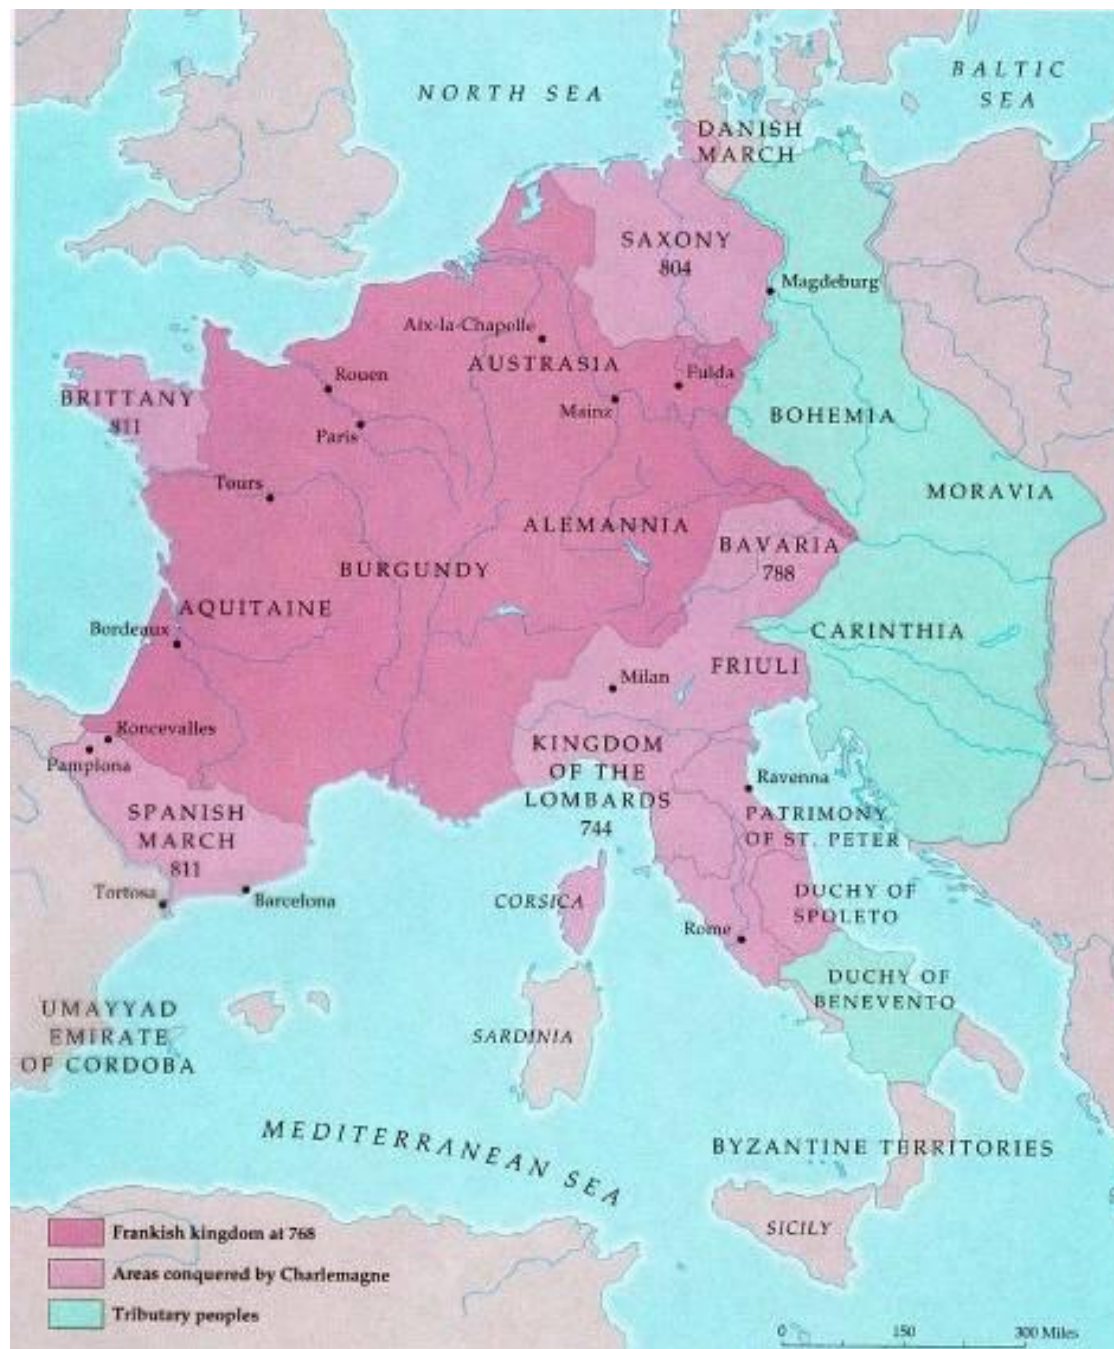 NORTH SEA
BALTIC
SEA
DANISH
MARCH
SAXONY
804
Magdeburg
Aix-la-Chapelle
AUSTRASIA
Rouen
Fulda
BRITTANY
811
Mainz
Paris
BOHEMIA
Tours
MORAVIA
ALEMANNIA
BAVARIA
788
BURGUNDY
AQUITAINE
Bordeaux
CARINTHIA
FRIULI
Milan
Roncevalles
Pamplona
KINGDOM
OF THE
LOMBARDS
744
Ravenna
SPANISH
MARCH
811
PATRIMONY
OF ST. PETER
Tortosa
Barcelona
CORSICA
DUCHY OF
SPOLETO
Rome
DUCHY OF
BENEVENTO
UMAYYAD
EMIRATE
OF CORDOBA
SARDINIA
MEDITERRANEAN SEA
BYZANTINE TERRITORIES
SICILY
Frankish kingdom at 768
Areas conquered by Charlemagne
Tributary peoples
0 150 300 Miles